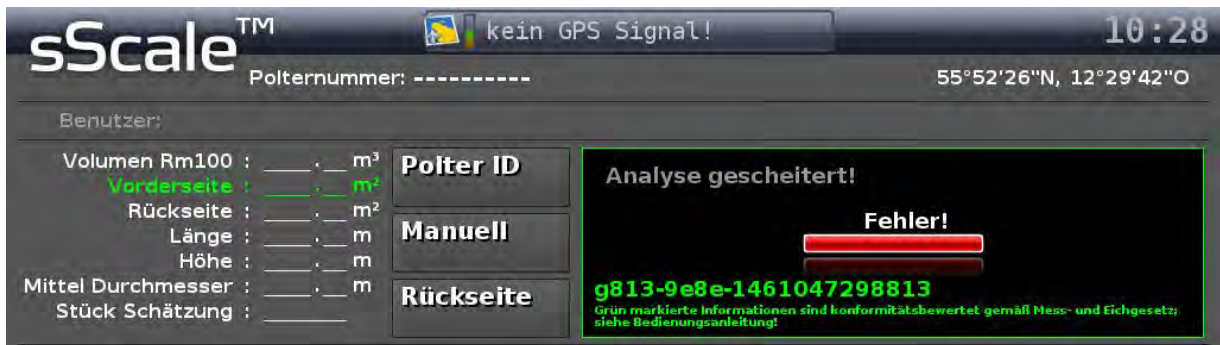 sScale™
kein GPS Signal!
10:28
Polternummer: ----------
55°52'26"N, 12°29'42"O
Benutzer:
Volumen Rm100 : ____.__ m³
Vorderseite : ____.__ m²
Rückseite : ____.__ m²
Länge : ____.__ m
Höhe : ____.__ m
Mittel Durchmesser : ____.__ m
Stück Schätzung : _______
Polter ID
Manuell
Rückseite
Analyse gescheitert!
Fehler!
g813-9e8e-1461047298813
Grün markierte Informationen sind konformitätsbewertet gemäß Mess- und Eichgesetz;
siehe Bedienungsanleitung!